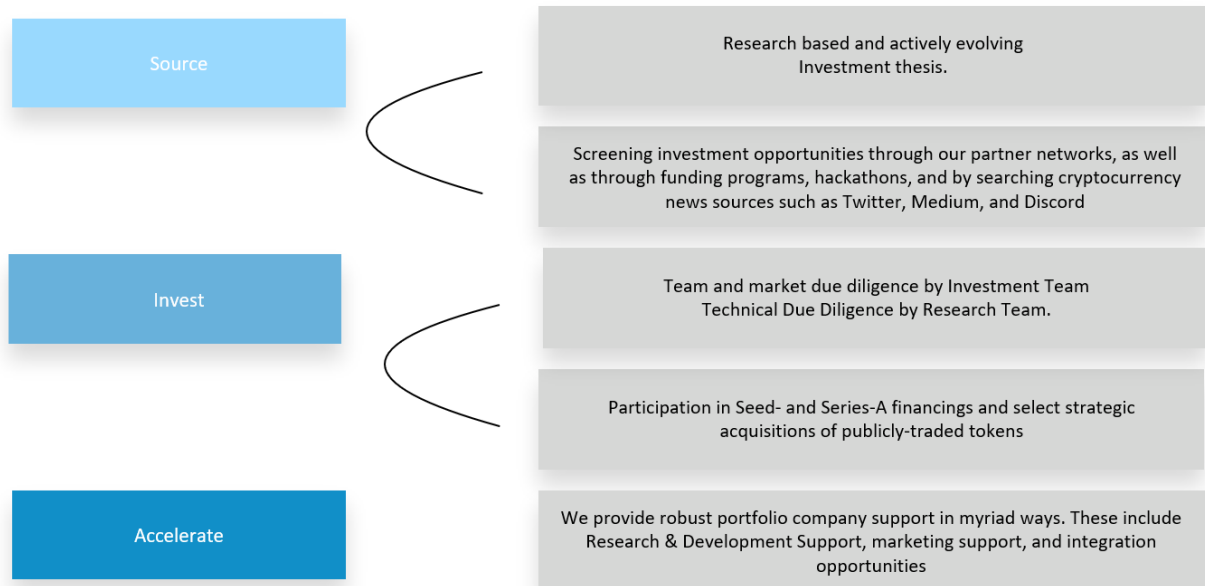 Source
Research based and actively evolving
Investment thesis.
Screening investment opportunities through our partner networks, as well
as through funding programs, hackathons, and by searching cryptocurrency
news sources such as Twitter, Medium, and Discord
Invest
Team and market due diligence by Investment Team
Technical Due Diligence by Research Team.
Participation in Seed- and Series-A financings and select strategic
acquisitions of publicly-traded tokens
Accelerate
We provide robust portfolio company support in myriad ways. These include
Research & Development Support, marketing support, and integration
opportunities